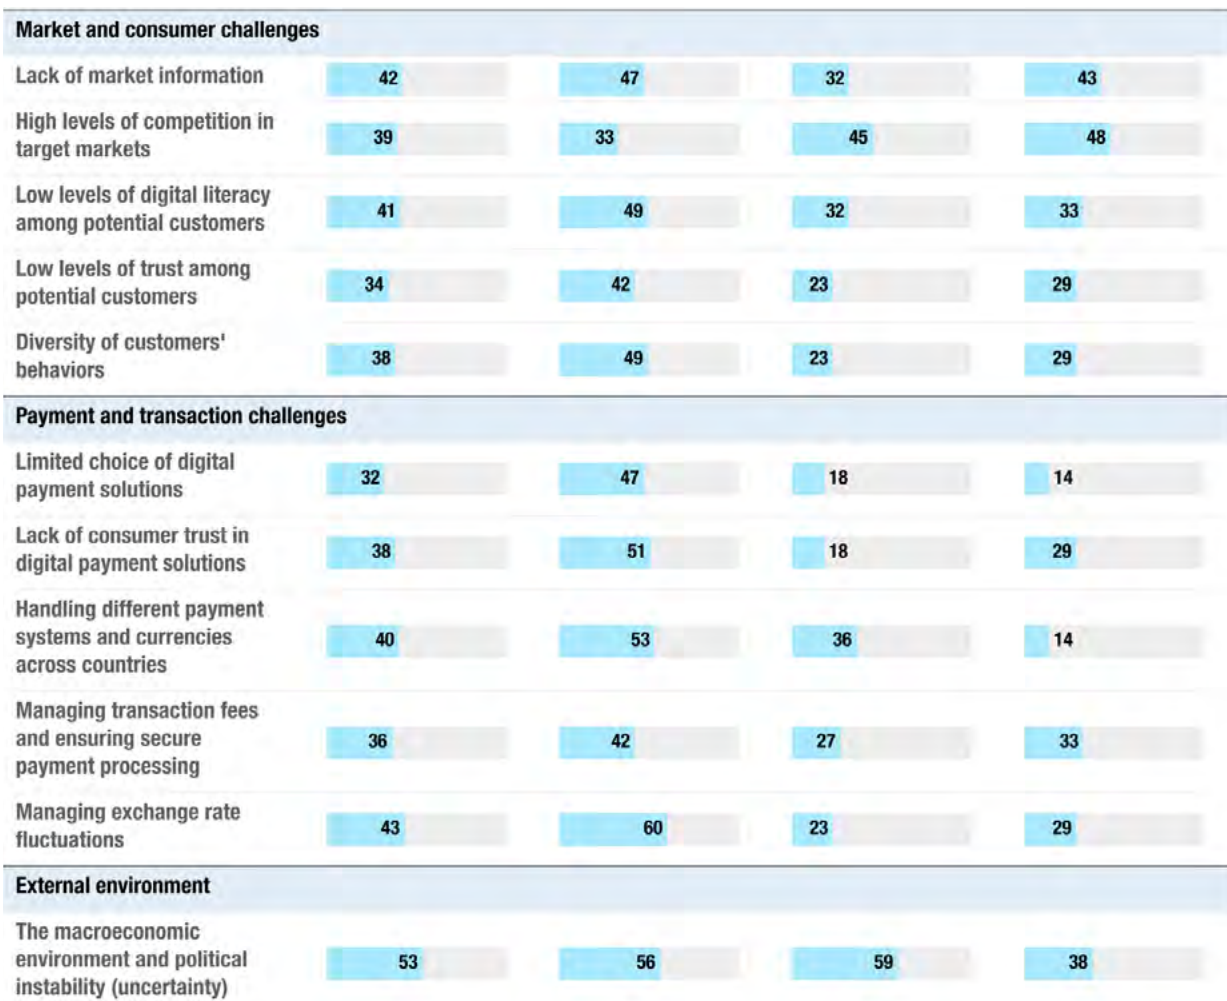 Market and consumer challenges
Lack of market information 42 47 32 43
High levels of competition in
target markets 39 33 45 48
Low levels of digital literacy
among potential customers 41 49 32 33
Low levels of trust among
potential customers 34 42 23 29
Diversity of customers'
behaviors 38 49 23 29
Payment and transaction challenges
Limited choice of digital
payment solutions 32 47 18 14
Lack of consumer trust in
digital payment solutions 38 51 18 29
Handling different payment
systems and currencies 40 53 36 14
across countries
Managing transaction fees
and ensuring secure 36 42 27 33
payment processing
Managing exchange rate
fluctuations 43 60 23 29
External environment
The macroeconomic
environment and political 53 56 59 38
instability (uncertainty)